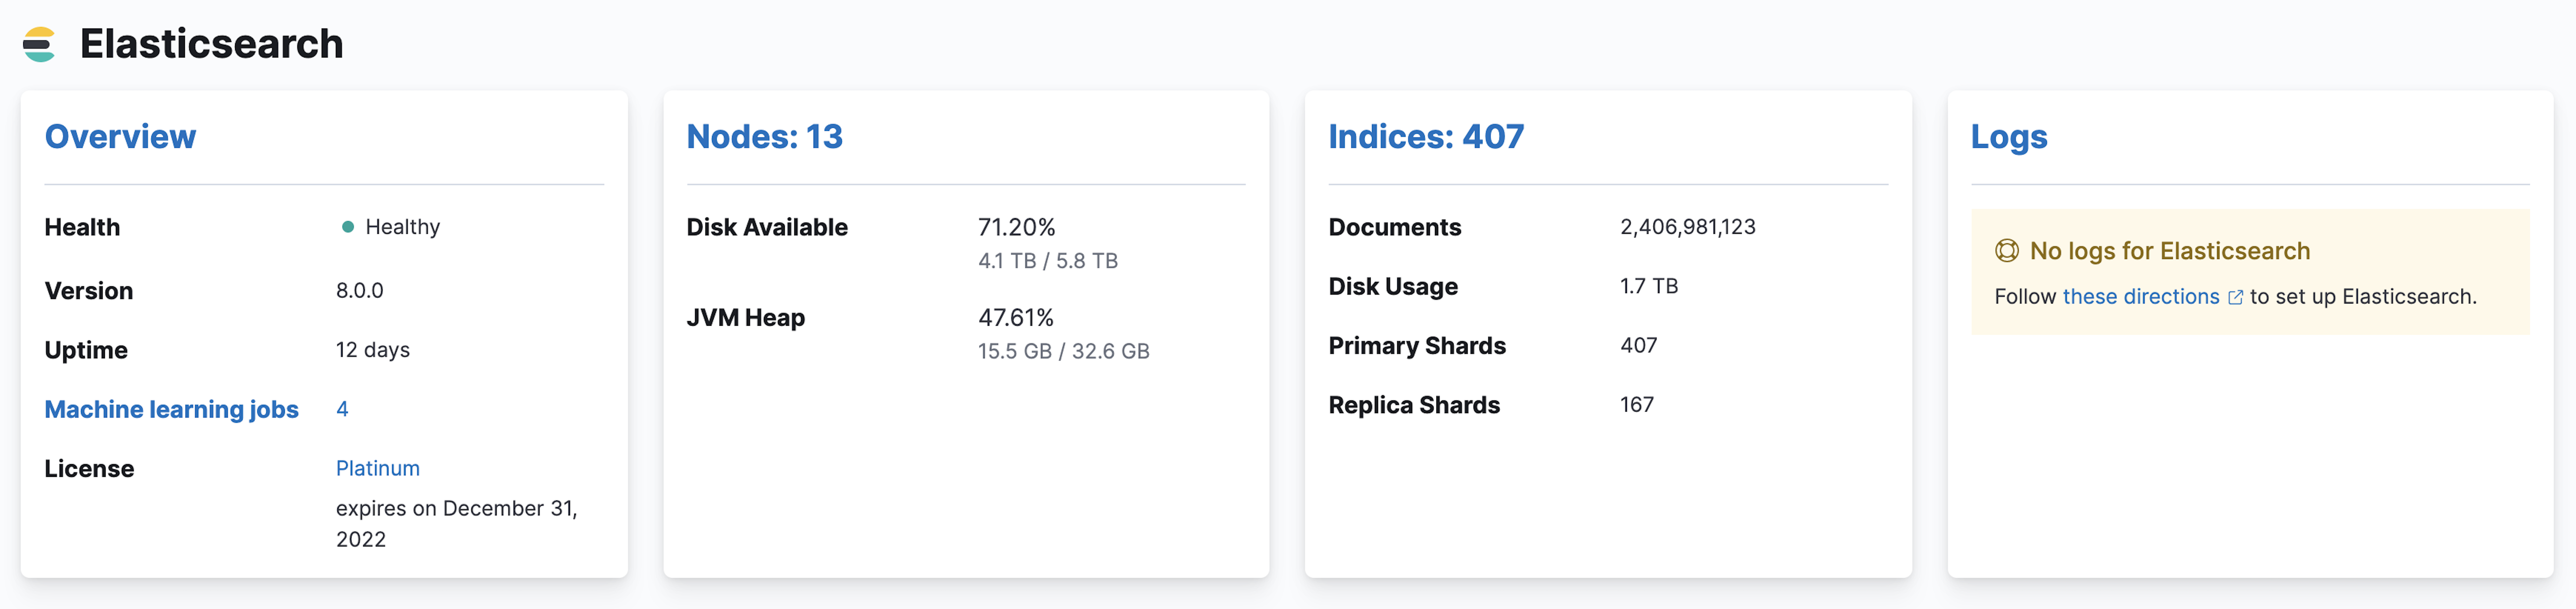 Elasticsearch
Overview
Health Healthy
Version 8.0.0
Uptime 12 days
Machine learning jobs 4
License Platinum
expires on December 31,
2022
Nodes: 13
Disk Available 71.20%
4.1 TB / 5.8 TB
JVM Heap 47.61%
15.5 GB / 32.6 GB
Indices: 407
Documents 2,406,981,123
Disk Usage 1.7 TB
Primary Shards 407
Replica Shards 167
Logs
No logs for Elasticsearch
Follow these directions to set up Elasticsearch.